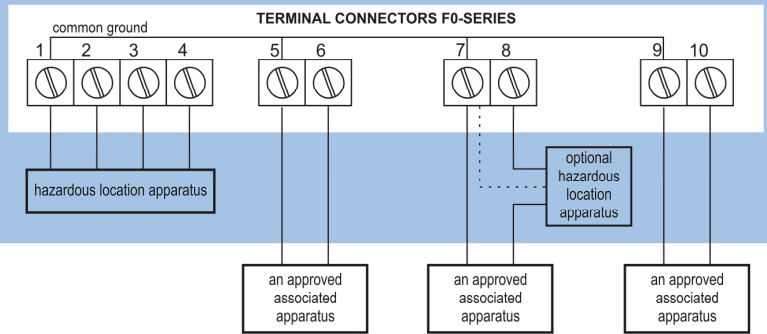 TERMINAL CONNECTORS F0-SERIES
common ground
1 2 3 4 5 6 7 8 9 10
hazardous location apparatus
optional
hazardous
location
apparatus
an approved
associated
apparatus
an approved
associated
apparatus
an approved
associated
apparatus